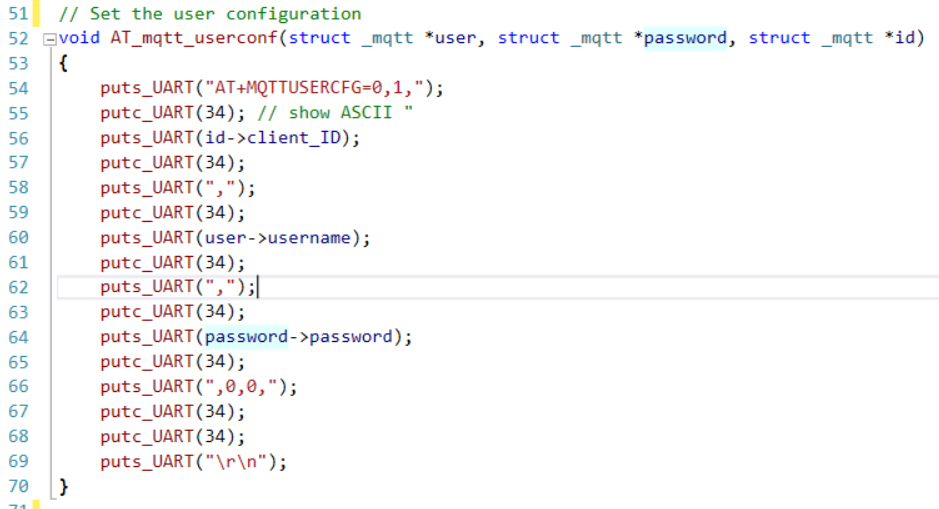 51 // Set the user configuration
52 void AT_mqtt_userconf(struct _mqtt *user, struct _mqtt *password, struct _mqtt *id)
53 {
54 puts_UART("AT+MQTTUSERCFG=0,1,");
55 putc_UART(34); // show ASCII "
56 puts_UART(id->client_ID);
57 putc_UART(34);
58 puts_UART(",");
59 putc_UART(34);
60 puts_UART(user->username);
61 putc_UART(34);
62 puts_UART(",");
63 putc_UART(34);
64 puts_UART(password->password);
65 putc_UART(34);
66 puts_UART(",0,0,");
67 putc_UART(34);
68 putc_UART(34);
69 puts_UART("\r\n");
70 }
71